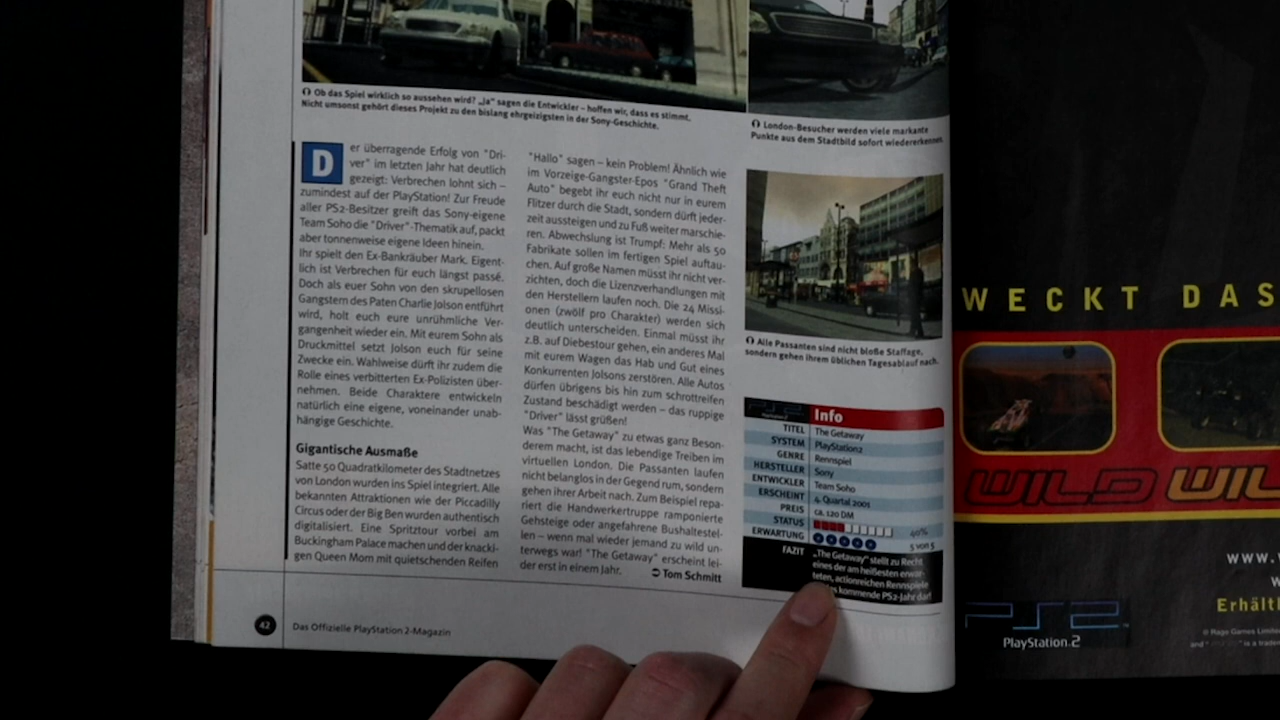 Ob das Spiel wirklich so aussehen wird? „Ja“ sagen die Entwickler – hoffen wir, dass es stimmt.
Nicht umsonst gehört dieses Projekt zu den bislang ehrgeizigsten in der Sony-Geschichte.
London-Besucher werden viele markante
Punkte aus dem Stadtbild sofort wiedererkennen.
Der überragende Erfolg von "Dri-
ver" im letzten Jahr hat deutlich
gezeigt: Verbrechen lohnt sich –
zumindest auf der PlayStation! Zur Freude
aller PS2-Besitzer greift das Sony-eigene
Team Soho die "Driver"-Thematik auf, packt
aber tonnenweise eigene Ideen hinein.
Ihr spielt den Ex-Bankräuber Mark. Eigent-
lich ist Verbrechen für euch längst passé.
Doch als euer Sohn von den skrupellosen
Gangstern des Paten Charlie Jolson entführt
wird, holt euch eure unrühmliche Ver-
gangenheit wieder ein. Mit eurem Sohn als
Druckmittel setzt Jolson euch für seine
Zwecke ein. Wahlweise dürft ihr zudem die
Rolle eines verbitterten Ex-Polizisten über-
nehmen. Beide Charaktere entwickeln
natürlich eine eigene, voneinander unab-
hängige Geschichte.
Gigantische Ausmaße
Satte 50 Quadratkilometer des Stadtnetzes
von London wurden ins Spiel integriert. Alle
bekannten Attraktionen wie der Piccadilly
Circus oder der Big Ben wurden authentisch
digitalisiert. Eine Spritztour vorbei am
Buckingham Palace machen und der knacki-
gen Queen Mom mit quietschenden Reifen
"Hallo" sagen – kein Problem! Ähnlich wie
im Vorzeige-Gangster-Epos "Grand Theft
Auto" begebt ihr euch nicht nur in eurem
Flitzer durch die Stadt, sondern dürft jeder-
zeit aussteigen und zu Fuß weiter marschie-
ren. Abwechslung ist Trumpf: Mehr als 50
Fabrikate sollen im fertigen Spiel auftau-
chen. Auf große Namen müsst ihr nicht ver-
zichten, doch die Lizenzverhandlungen mit
den Herstellern laufen noch. Die 24 Missi-
onen (zwölf pro Charakter) werden sich
deutlich unterscheiden. Einmal müsst ihr
z.B. auf Diebestour gehen, ein anderes Mal
mit eurem Wagen das Hab und Gut eines
Konkurrenten Jolsons zerstören. Alle Autos
dürfen übrigens bis hin zum schrottreifen
Zustand beschädigt werden – das ruppige
"Driver" lässt grüßen!
Was "The Getaway" zu etwas ganz Beson-
derem macht, ist das lebendige Treiben im
virtuellen London. Die Passanten laufen
nicht belanglos in der Gegend rum, sondern
gehen ihrer Arbeit nach. Zum Beispiel repa-
riert die Handwerkertruppe ramponierte
Gehsteige oder angefahrene Bushaltestel-
len – wenn mal wieder jemand zu wild un-
terwegs war! "The Getaway" erscheint lei-
der erst in einem Jahr. Tom Schmitt
Alle Passanten sind nicht bloße Staffage,
sondern gehen ihrem üblichen Tagesablauf nach.
Info
TITEL The Getaway
SYSTEM PlayStation2
GENRE Rennspiel
HERSTELLER Sony
ENTWICKLER Team Soho
ERSCHEINT 4. Quartal 2001
PREIS ca. 120 DM
STATUS 40%
ERWARTUNG 5 von 5
FAZIT „The Getaway“ stellt zu Recht
eines der am heißesten erwar-
teten, actionreichen Rennspiele
kommende PS2-Jahr dar!
42 Das Offizielle PlayStation 2-Magazin
WECKT DAS
WILD WIL
www.
Erhältl
PS2
PlayStation 2
© Rage Games Limite
and
is a trade